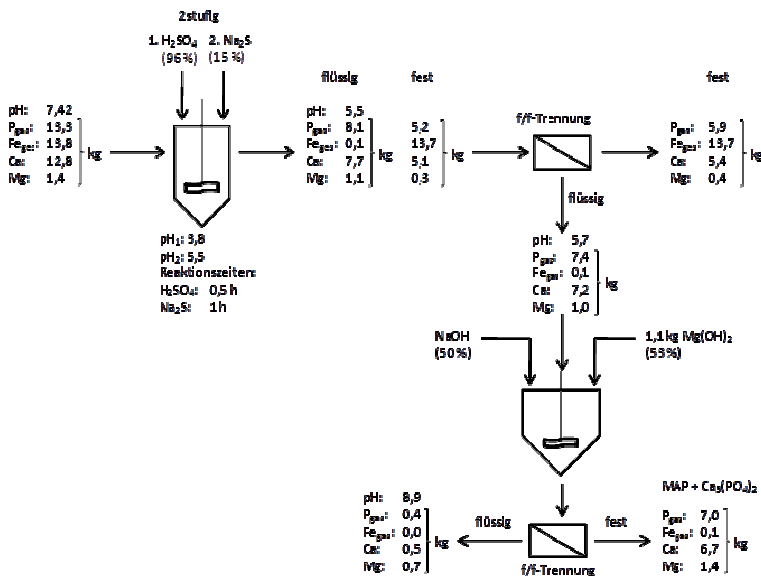 2stufig
1. H₂SO₄ 2. Na₂S
(96%) (15%)
flüssig fest fest
pH: 7,42
P_ges: 13,3
Fe_ges: 13,8
Ca: 12,8
Mg: 1,4
kg
pH: 5,5
P_ges: 8,1 5,2
Fe_ges: 0,1 13,7
Ca: 7,7 5,1
Mg: 1,1 0,3
kg kg
f/f-Trennung
P_ges: 5,9
Fe_ges: 13,7
Ca: 5,4
Mg: 0,4
kg
flüssig
pH₁: 3,8
pH₂: 5,5
Reaktionszeiten:
H₂SO₄: 0,5 h
Na₂S: 1 h
pH: 5,7
P_ges: 7,4
Fe_ges: 0,1
Ca: 7,2
Mg: 1,0
kg
NaOH
(50%)
1,1 kg Mg(OH)₂
(53%)
pH: 8,9
P_ges: 0,4
Fe_ges: 0,0
Ca: 0,5
Mg: 0,7
kg
flüssig fest
f/f-Trennung
MAP + Ca₃(PO₄)₂
P_ges: 7,0
Fe_ges: 0,1
Ca: 6,7
Mg: 1,4
kg